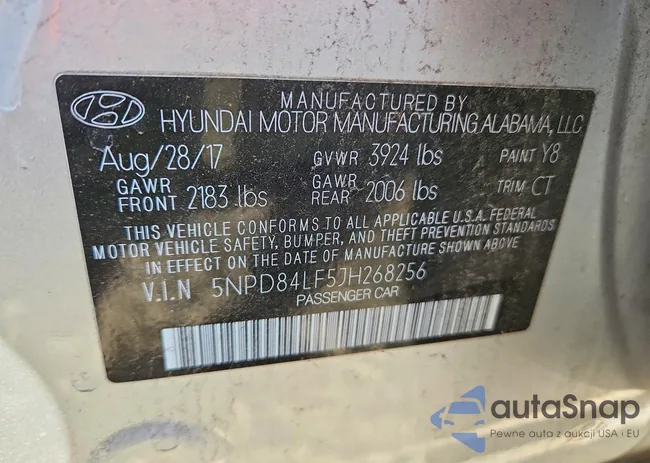 MANUFACTURED BY
HYUNDAI MOTOR MANUFACTURING ALABAMA, LLC
Aug/28/17 GVWR 3924 lbs PAINT Y8
GAWR FRONT 2183 lbs GAWR REAR 2006 lbs TRIM CT
THIS VEHICLE CONFORMS TO ALL APPLICABLE U.S.A. FEDERAL
MOTOR VEHICLE SAFETY, BUMPER, AND THEFT PREVENTION STANDARDS
IN EFFECT ON THE DATE OF MANUFACTURE SHOWN ABOVE
V.I.N 5NPD84LF5JH268256
PASSENGER CAR
autaSnap
Pewne auta z aukcji USA i EU